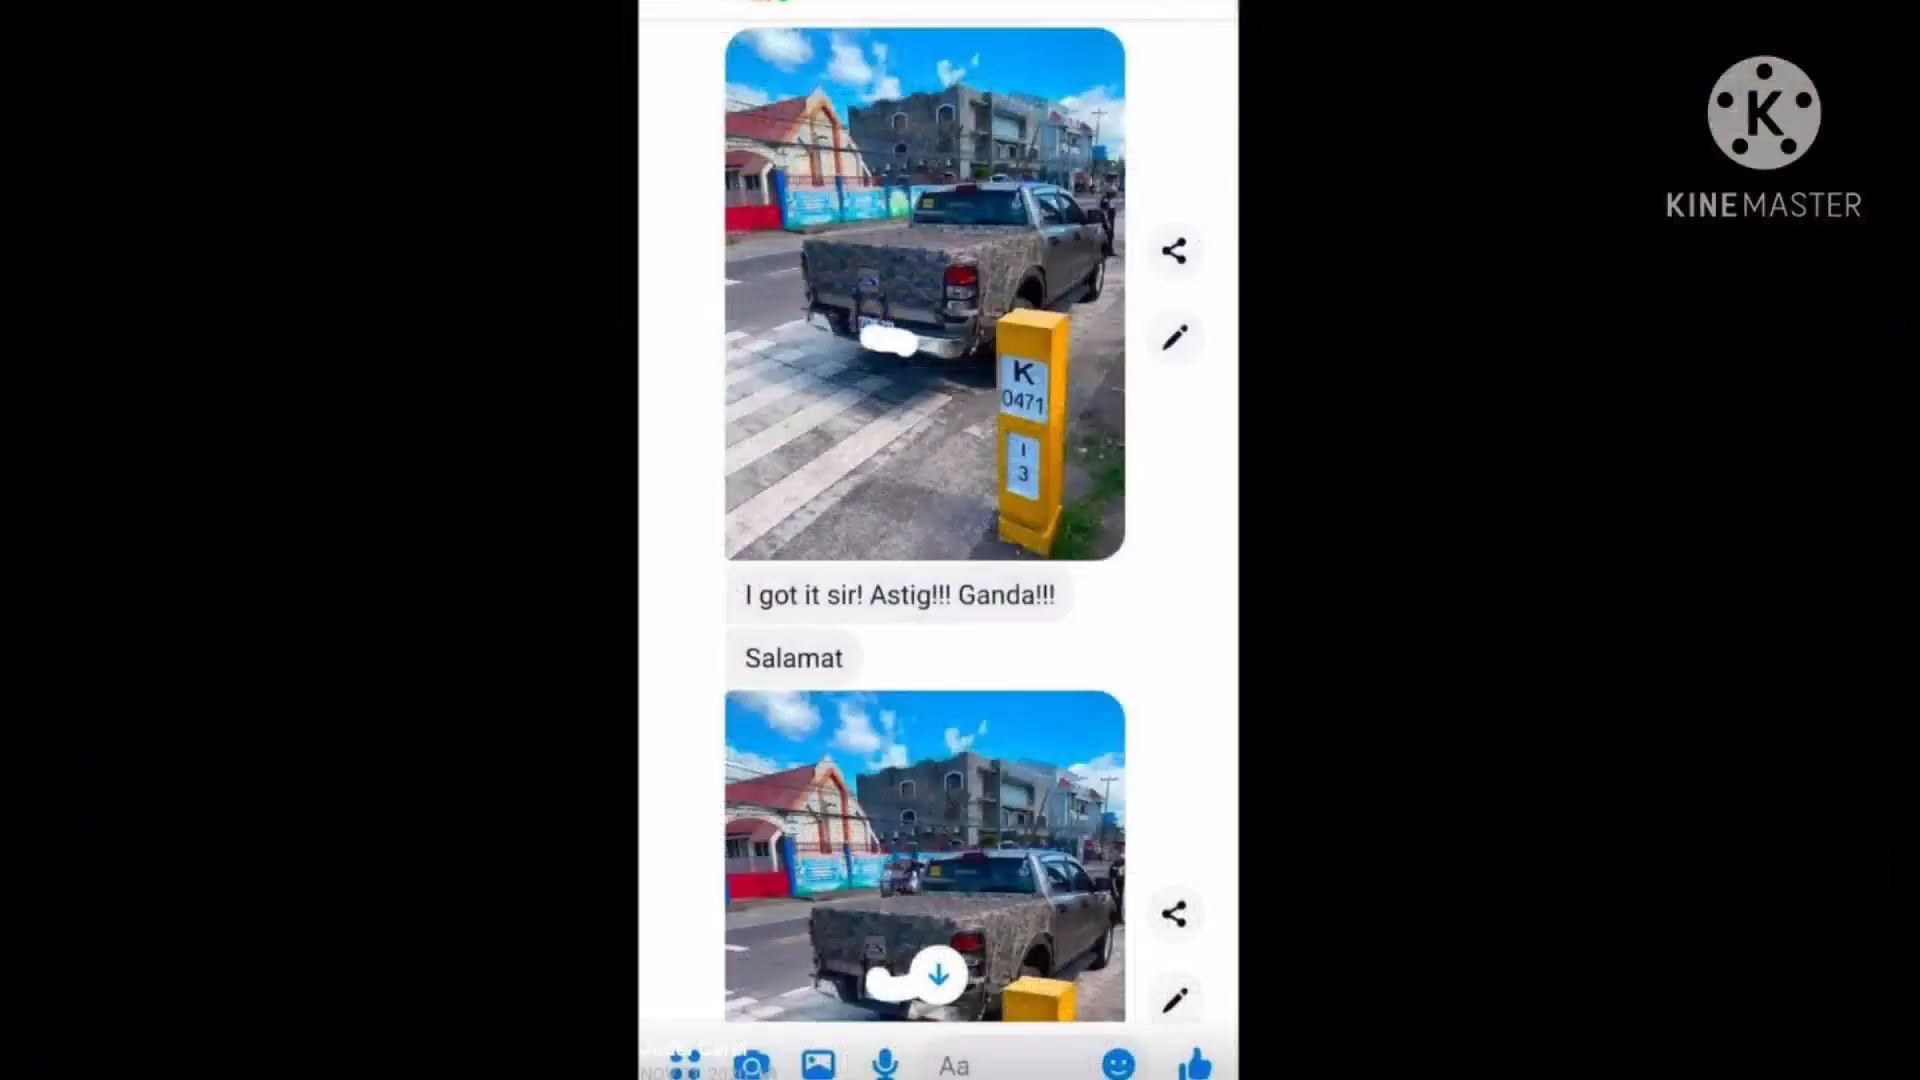 KINEMASTER
K
0471
I
3
I got it sir! Astig!!! Ganda!!!
Salamat
Aa